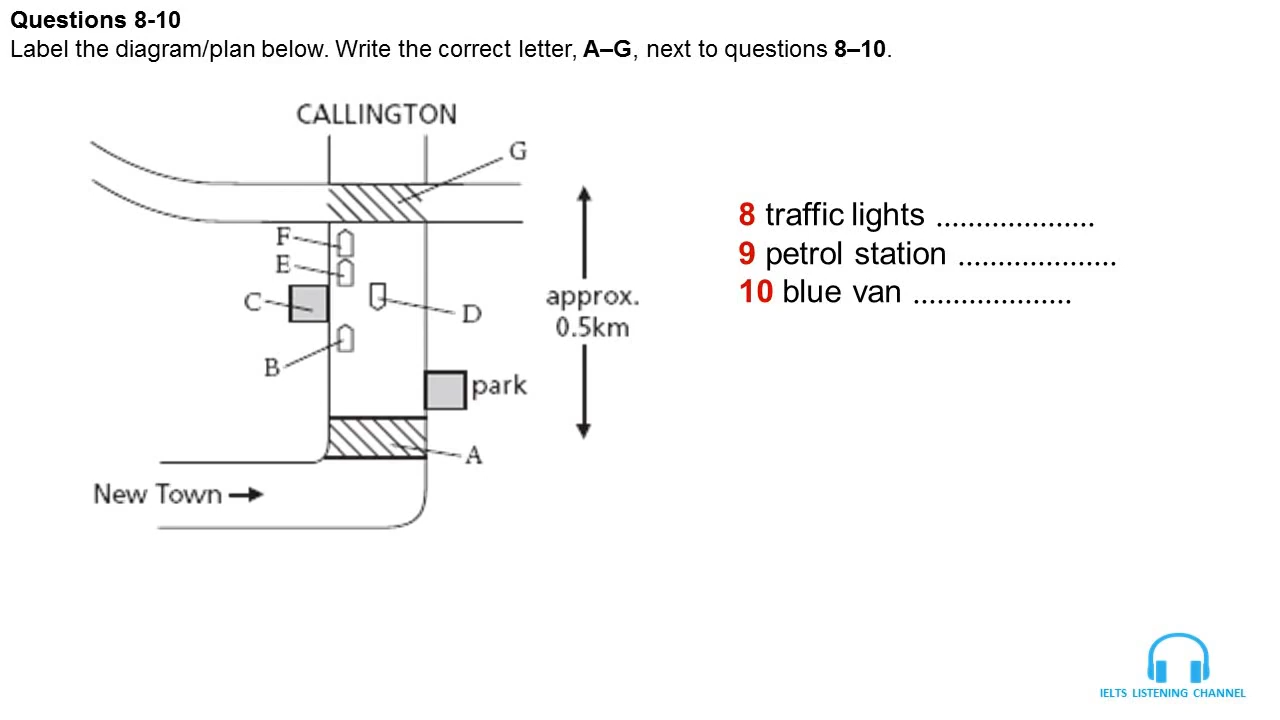 Questions 8-10
Label the diagram/plan below. Write the correct letter, A–G, next to questions 8–10.
CALLINGTON
G
F
E
C
D
B
approx.
0.5km
park
A
New Town
8 traffic lights ....................
9 petrol station ....................
10 blue van ....................
IELTS LISTENING CHANNEL